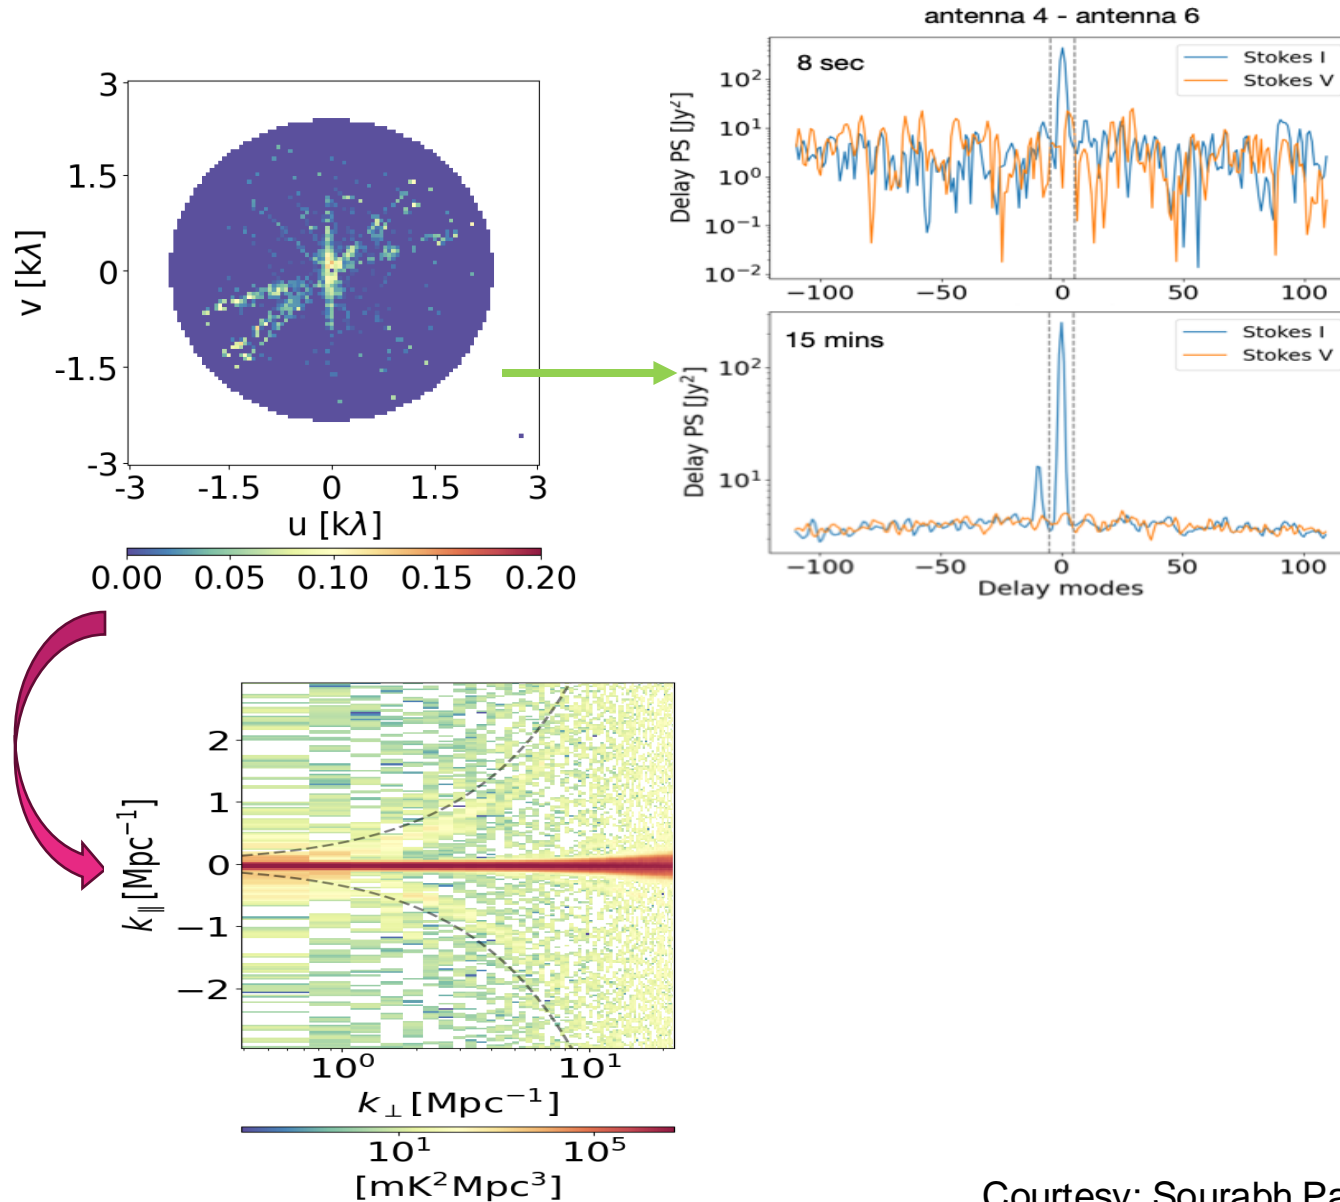 antenna 4 - antenna 6
8 sec
Stokes I
Stokes V
Delay PS [Jy²]
10²
10¹
10⁰
10⁻¹
10⁻²
−100
−50
0
50
100
15 mins
Stokes I
Stokes V
Delay PS [Jy²]
10²
10¹
−100
−50
0
50
100
Delay modes
3
1.5
0
-1.5
-3
v [kλ]
-3
-1.5
0
1.5
3
u [kλ]
0.00 0.05 0.10 0.15 0.20
2
1
0
−1
−2
k∥[Mpc⁻¹]
10⁰
10¹
k⊥[Mpc⁻¹]
10¹
10⁵
[mK²Mpc³]
Courtesy: Sourabh